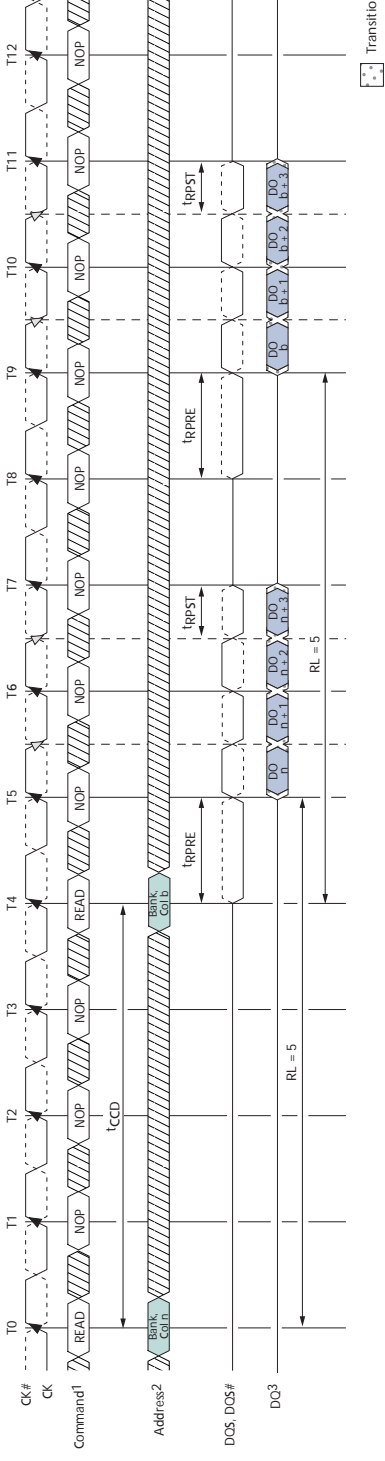 T0 T1 T2 T3 T4 T5 T6 T7 T8 T9 T10 T11 T12
CK#
CK
Command1 READ NOP NOP NOP READ NOP NOP NOP NOP NOP NOP NOP NOP
tCCD
Address2 Bank, Bank,
Col n Col b
tRPRE tRPST tRPRE tRPST
DQS, DQS#
DQ3 DO DO DO DO DO DO DO DO
n n + 1 n + 2 n + 3 b b + 1 b + 2 b + 3
RL = 5 RL = 5
Transitio